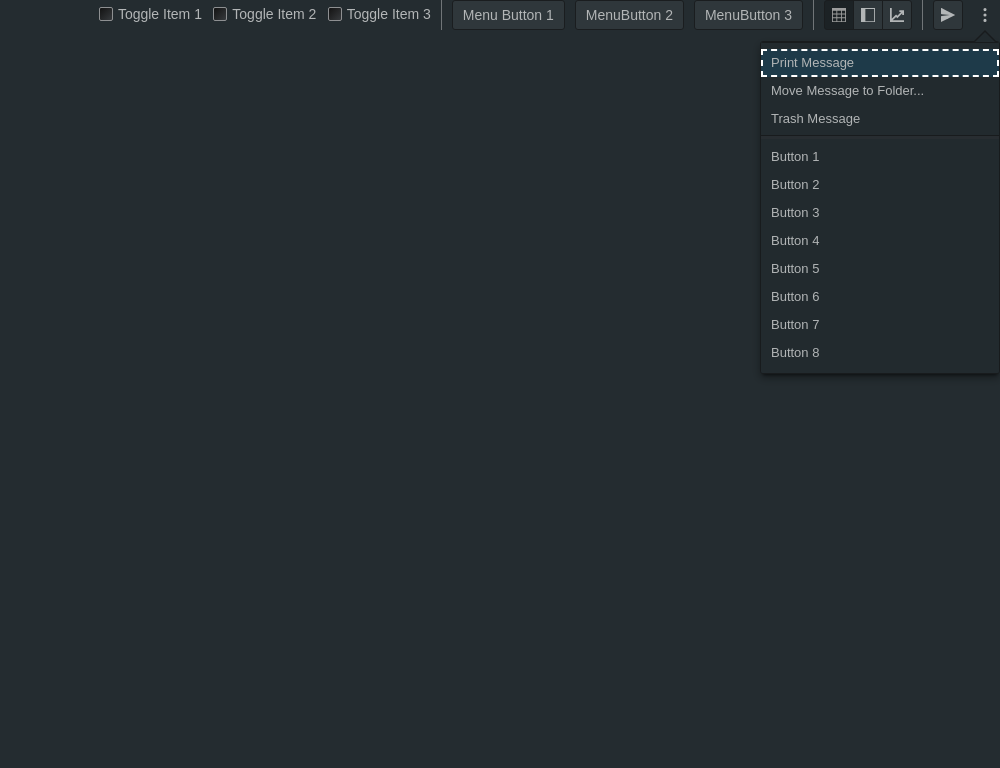 Toggle Item 1 Toggle Item 2 Toggle Item 3 Menu Button 1 MenuButton 2 MenuButton 3
Print Message
Move Message to Folder...
Trash Message
Button 1
Button 2
Button 3
Button 4
Button 5
Button 6
Button 7
Button 8